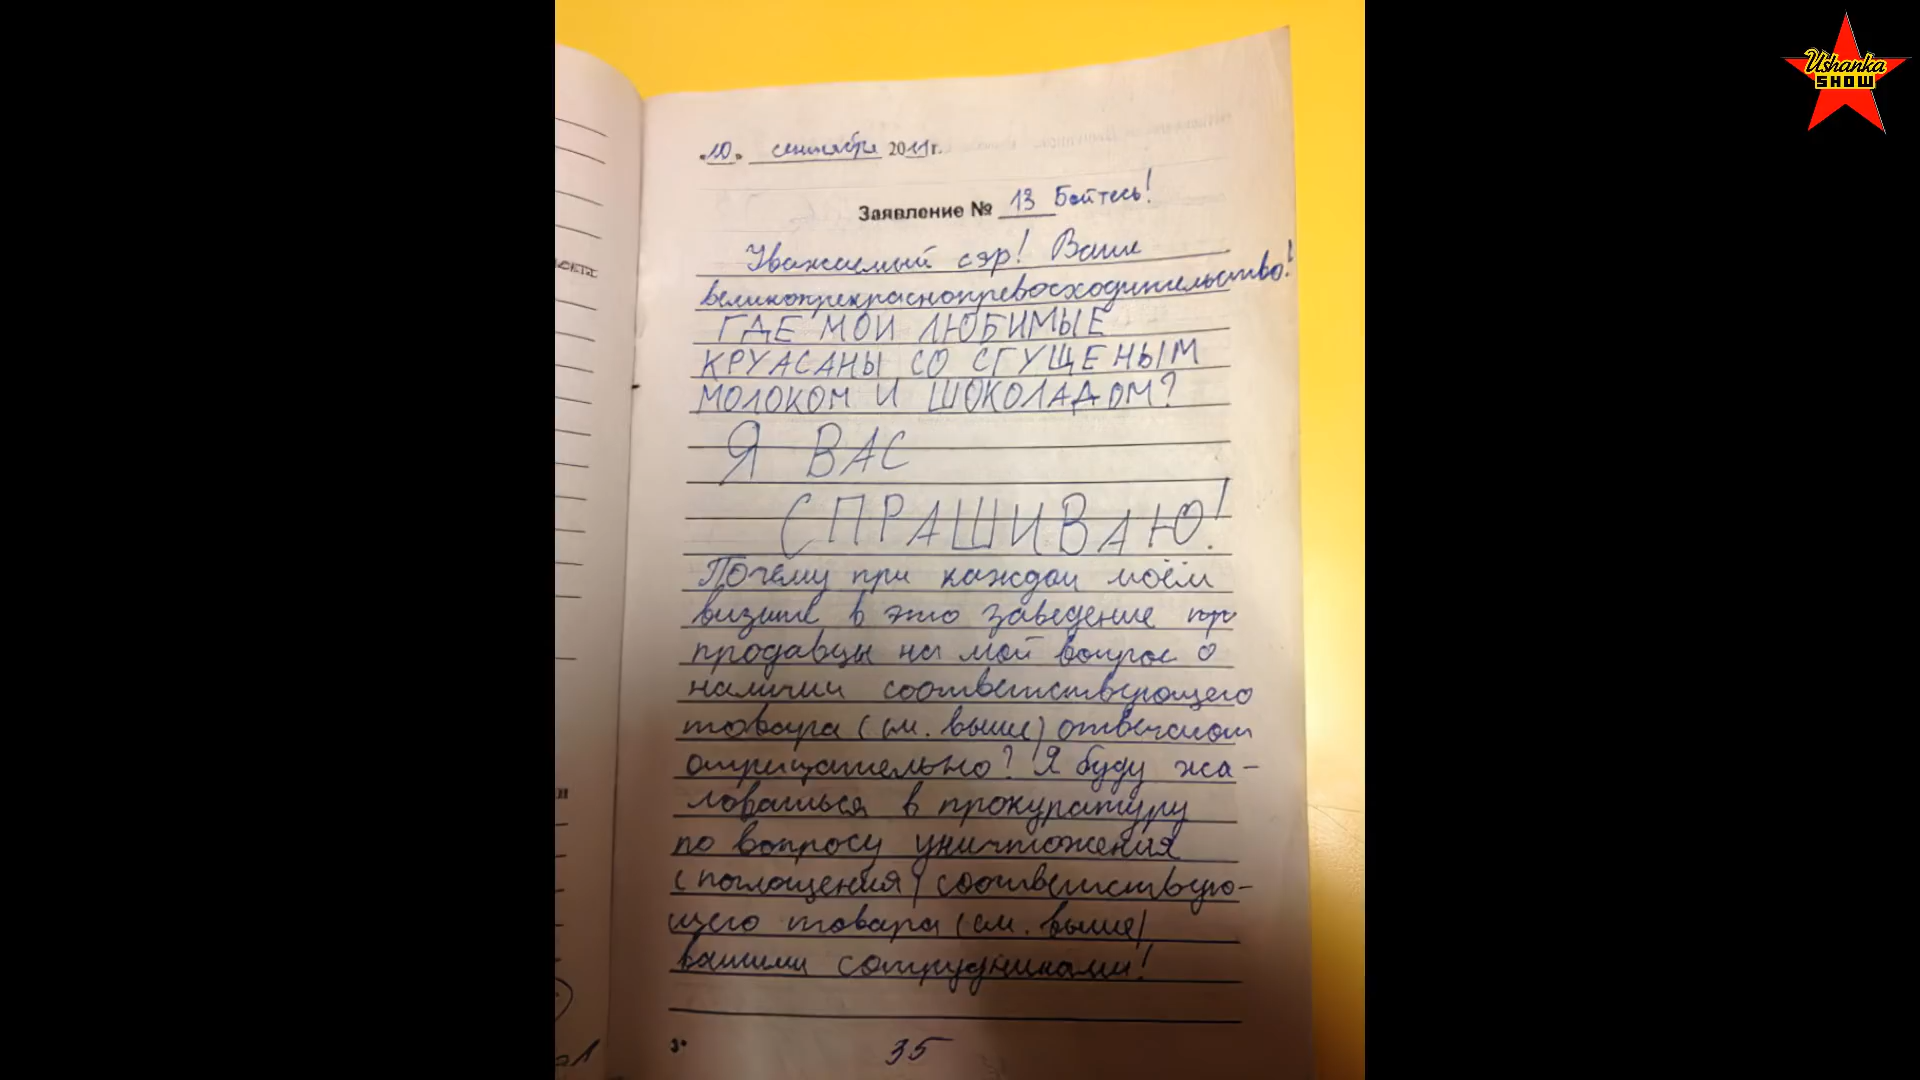 Ushanka
SHOW
«10» сентября 2011г.
Заявление № 13 Бойтесь!
Уважаемый сэр! Ваше
великопрекраснопревосходительство!
ГДЕ МОИ ЛЮБИМЫЕ
КРУАСАНЫ СО СГУЩЕНЫМ
МОЛОКОМ И ШОКОЛАДОМ?
Я ВАС
СПРАШИВАЮ!
Почему при каждом моём
визите в это заведение
продавцы на мой вопрос о
наличии соответствующего
товара (см. выше) отвечают
отрицательно? Я буду жа-
ловаться в прокуратуру
по вопросу уничтожения
(поглощения) соответствую-
щего товара (см. выше)
вашими сотрудниками!
3*
35